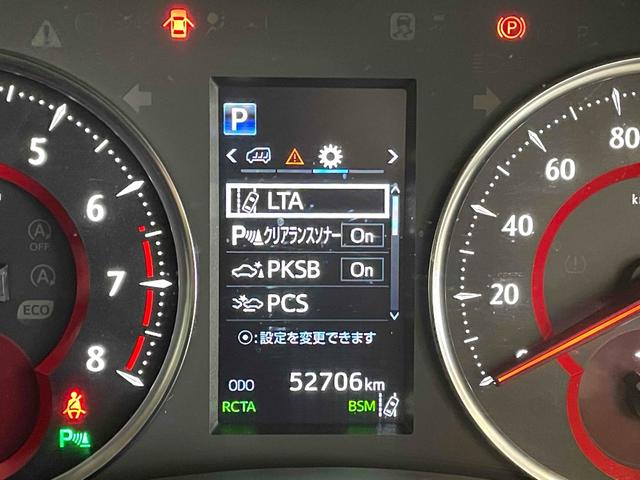 P
LTA
P クリアランスソナー On
PKSB On
PCS
⦿:設定を変更できます
ODO 52706km
RCTA BSM
5
6
7
8
OFF
A
ECO
P
20
40
60
80
P